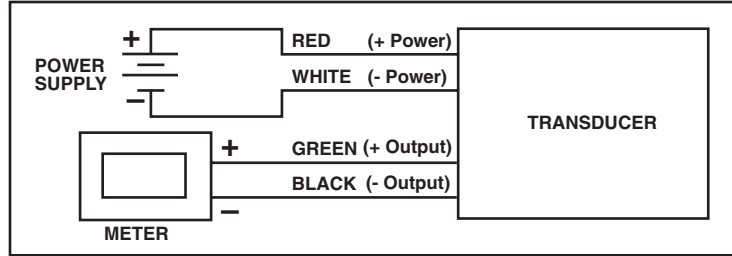 + RED (+ Power)
POWER
SUPPLY
WHITE (- Power)
−
TRANSDUCER
+ GREEN (+ Output)
BLACK (- Output)
−
METER